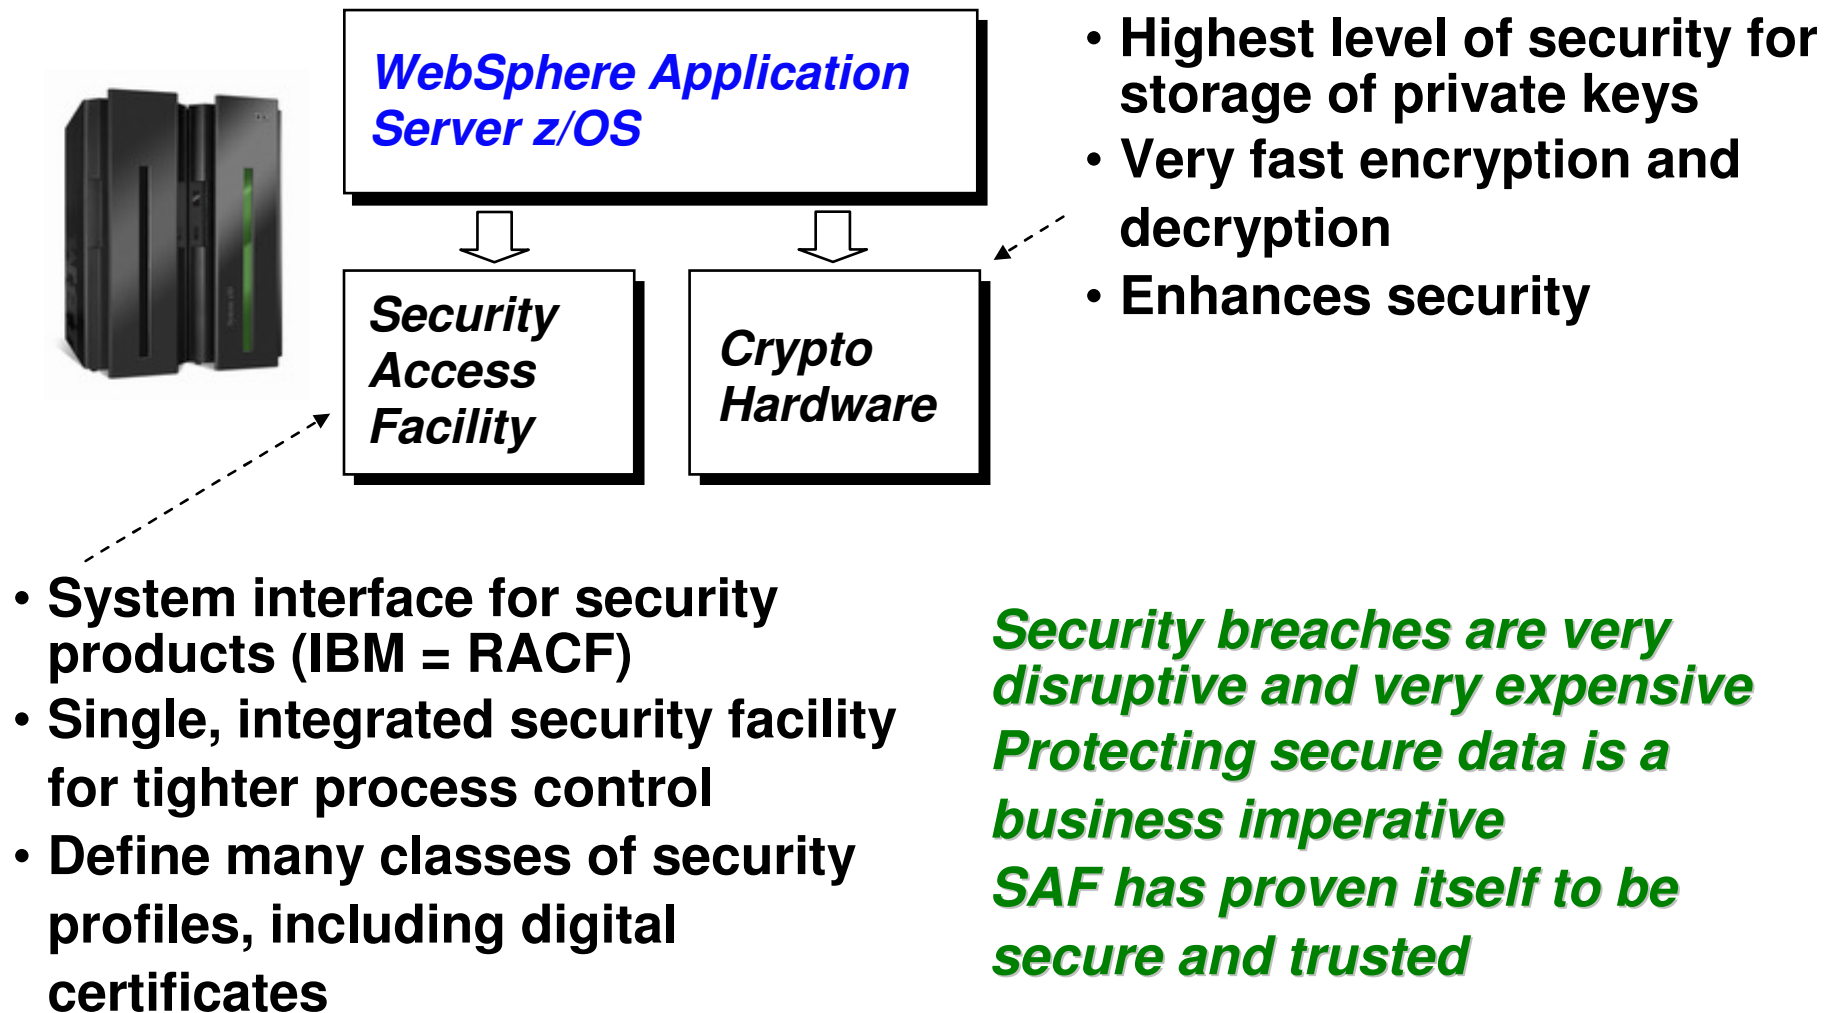 WebSphere Application
Server z/OS
Security
Access
Facility
Crypto
Hardware
• Highest level of security for
storage of private keys
• Very fast encryption and
decryption
• Enhances security
• System interface for security
products (IBM = RACF)
• Single, integrated security facility
for tighter process control
• Define many classes of security
profiles, including digital
certificates
Security breaches are very
disruptive and very expensive
Protecting secure data is a
business imperative
SAF has proven itself to be
secure and trusted